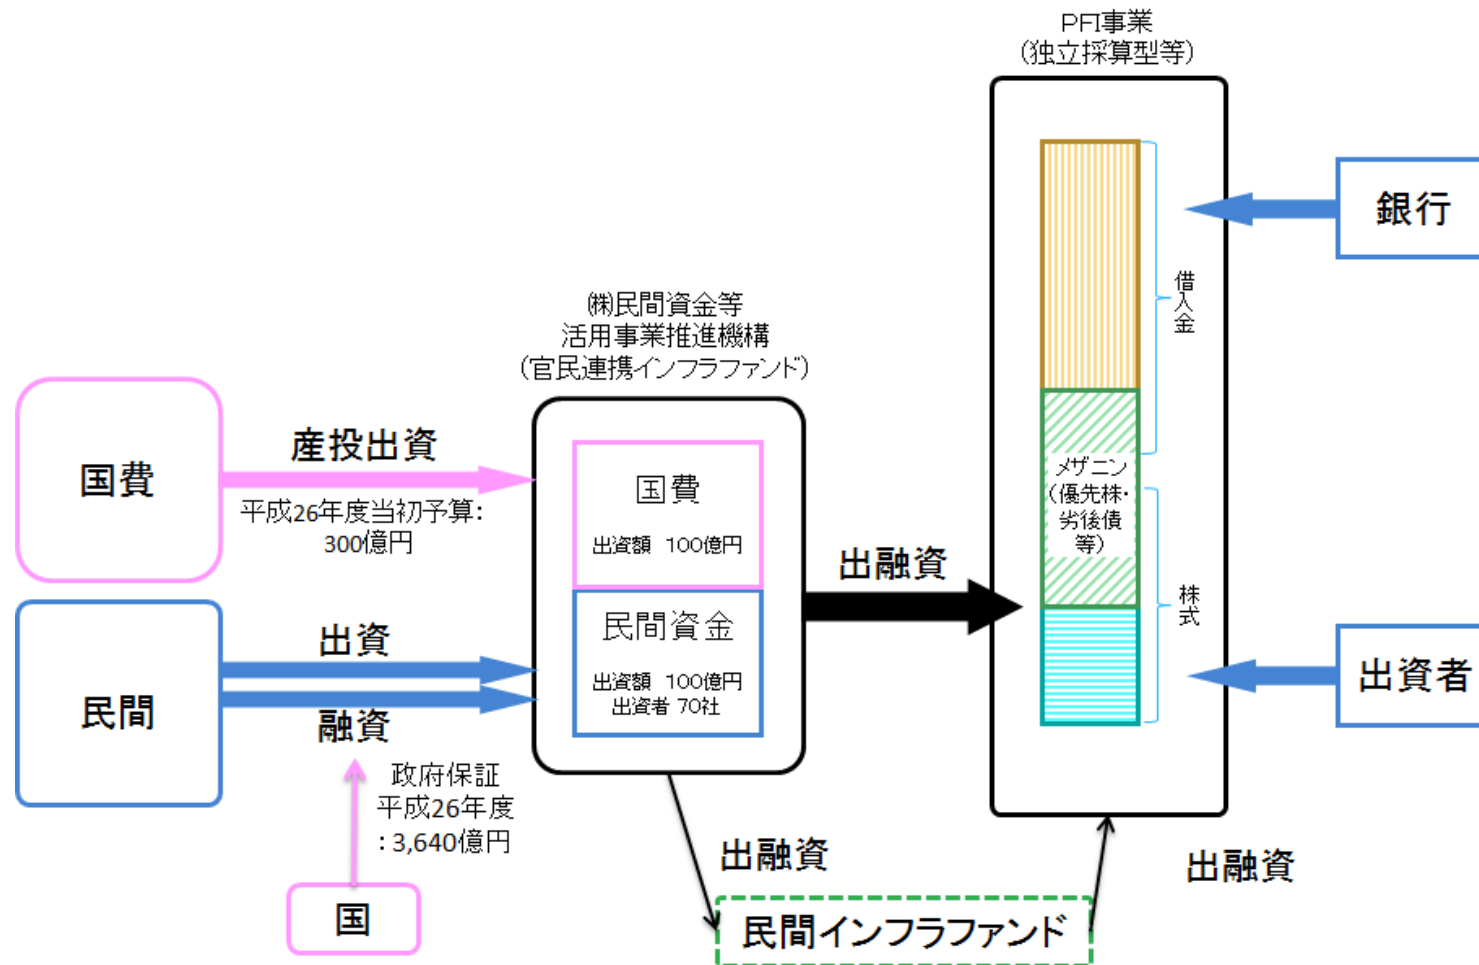 PFI事業
(独立採算型等)
銀行
借入金
㈱民間資金等
活用事業推進機構
(官民連携インフラファンド)
国費
産投出資
平成26年度当初予算:
300億円
国費
出資額 100億円
メザニン
(優先株・
劣後債
等)
出融資
株式
民間
出資
融資
民間資金
出資額 100億円
出資者 70社
出資者
政府保証
平成26年度
:3,640億円
国
出融資
出融資
民間インフラファンド